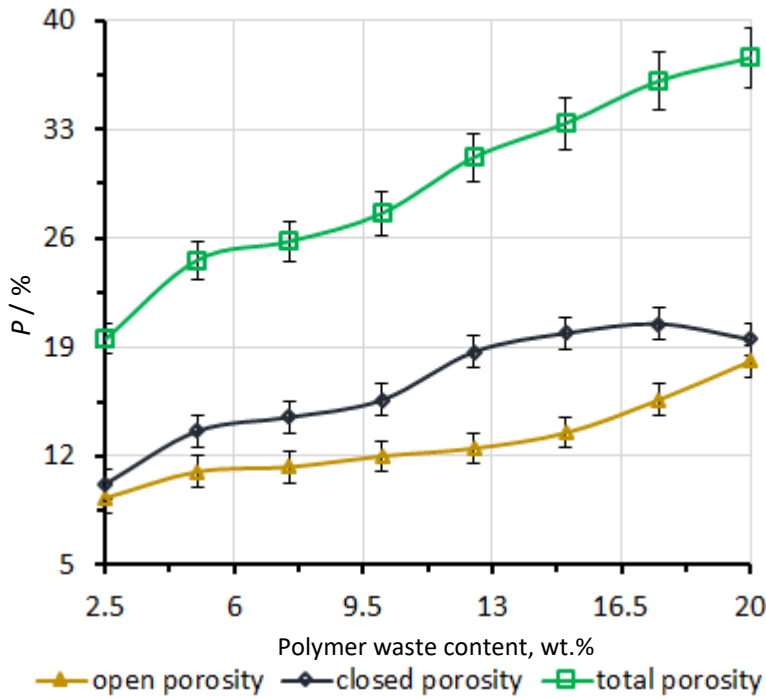 40
33
26
19
12
5
P / %
2.5 6 9.5 13 16.5 20
Polymer waste content, wt.%
open porosity closed porosity total porosity